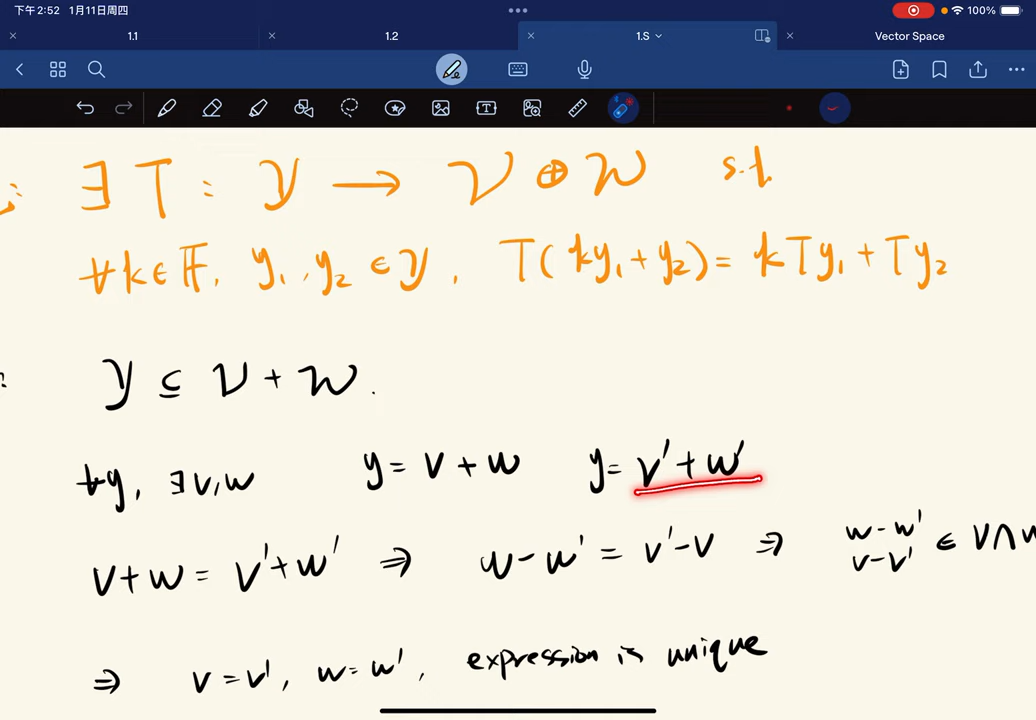 下午2:52 1月11日周四
100%
1.1
1.2
1.S
Vector Space
∃ T : Y → V ⊕ W s.t.
∀k∈𝔽, y₁, y₂ ∈ Y, T(ky₁+y₂) = kTy₁ + Ty₂
Y ⊆ V + W.
∀y, ∃v,w y = v + w y = v' + w'
v + w = v' + w' ⇒ w - w' = v' - v ⇒ w - w' v - v' ∈ V ∩ W
⇒ v = v', w = w', expression is unique